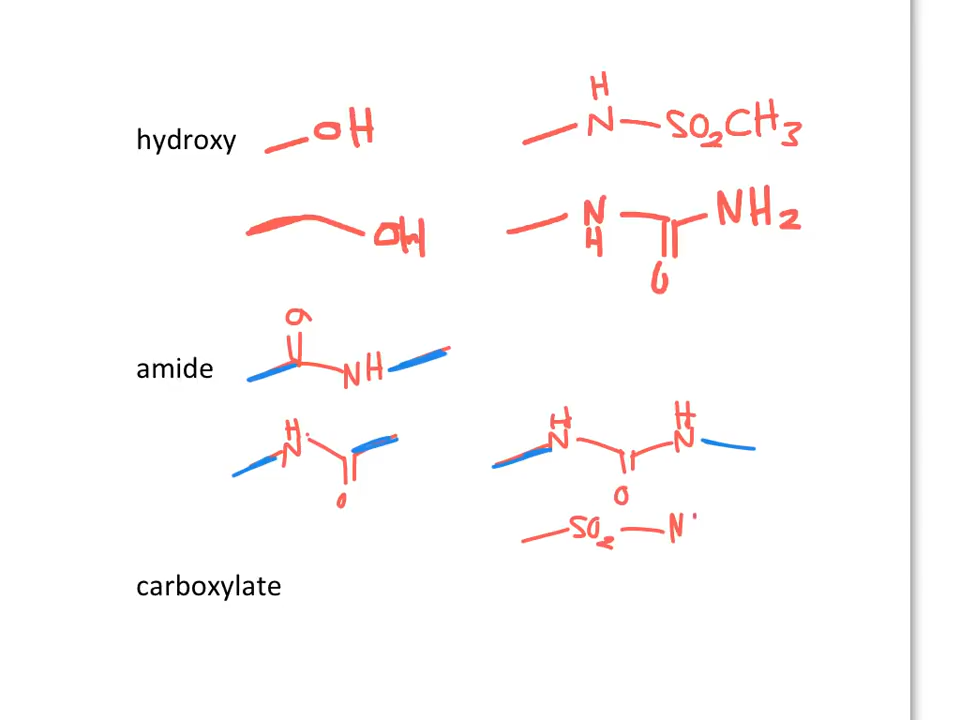 hydroxy OH
H
N SO₂CH₃
OH
N
H
O
NH₂
O
amide NH
H
N
O
H
N
O
H
N
SO₂ N
carboxylate